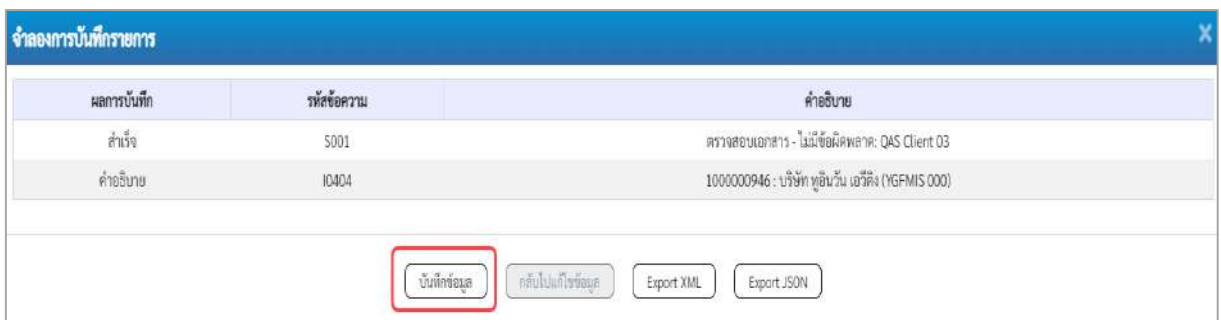 จำลองการบันทึกรายการ
ผลการบันทึก รหัสข้อความ คำอธิบาย
สำเร็จ S001 ตรวจสอบเอกสาร - ไม่มีข้อผิดพลาด: QAS Client 03
คำอธิบาย I0404 1000000946 : บริษัท ทูอินวัน เอวีคิง (YGFMIS 000)
บันทึกข้อมูล กลับไปแก้ไขข้อมูล Export XML Export JSON